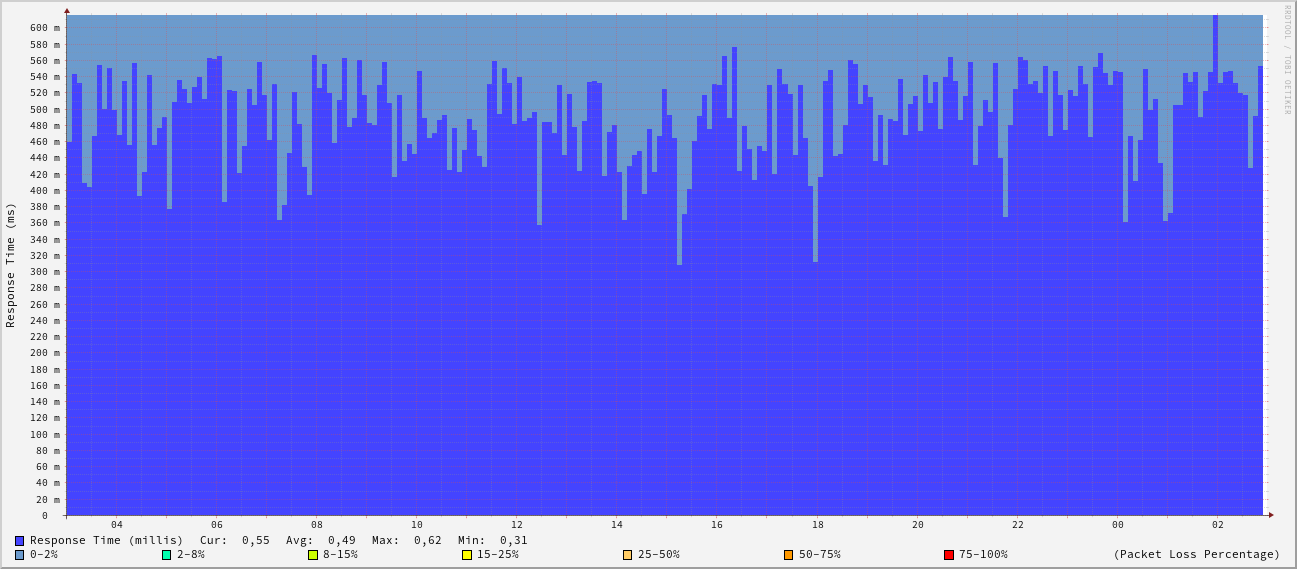 RRDTOOL / TOBI OETIKER
Response Time (ms)
600 m
580 m
560 m
540 m
520 m
500 m
480 m
460 m
440 m
420 m
400 m
380 m
360 m
340 m
320 m
300 m
280 m
260 m
240 m
220 m
200 m
180 m
160 m
140 m
120 m
100 m
80 m
60 m
40 m
20 m
0
04 06 08 10 12 14 16 18 20 22 00 02
Response Time (millis) Cur: 0,55 Avg: 0,49 Max: 0,62 Min: 0,31
0-2% 2-8% 8-15% 15-25% 25-50% 50-75% 75-100% (Packet Loss Percentage)